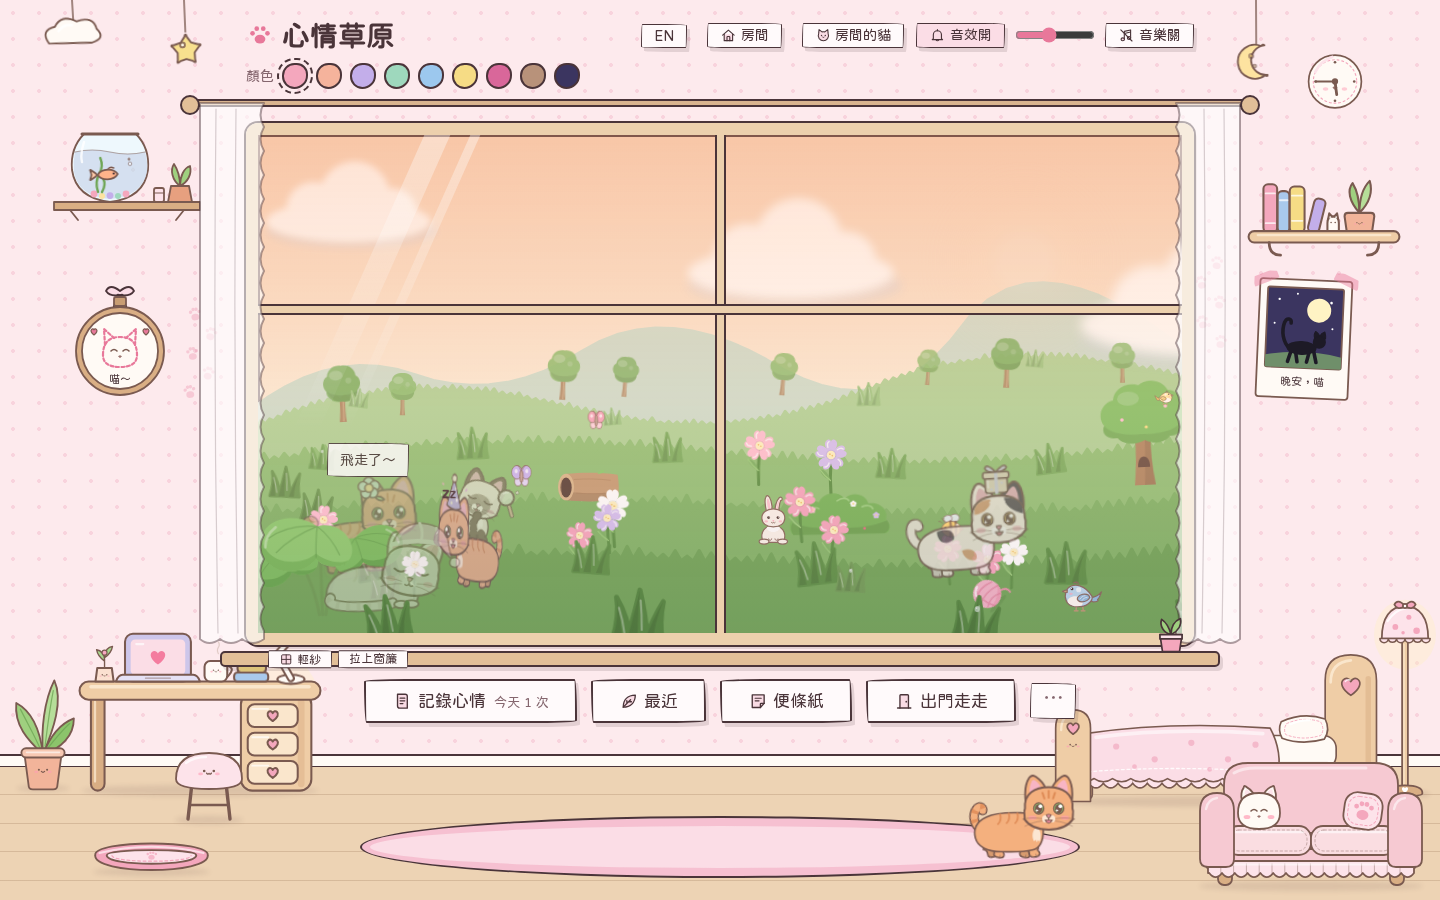 心情草原
EN
房間
房間的貓
音效開
音樂關
顏色
喵～
晚安，喵
飛走了～
zz
輕紗
拉上窗簾
記錄心情 今天 1 次
最近
便條紙
出門走走
...